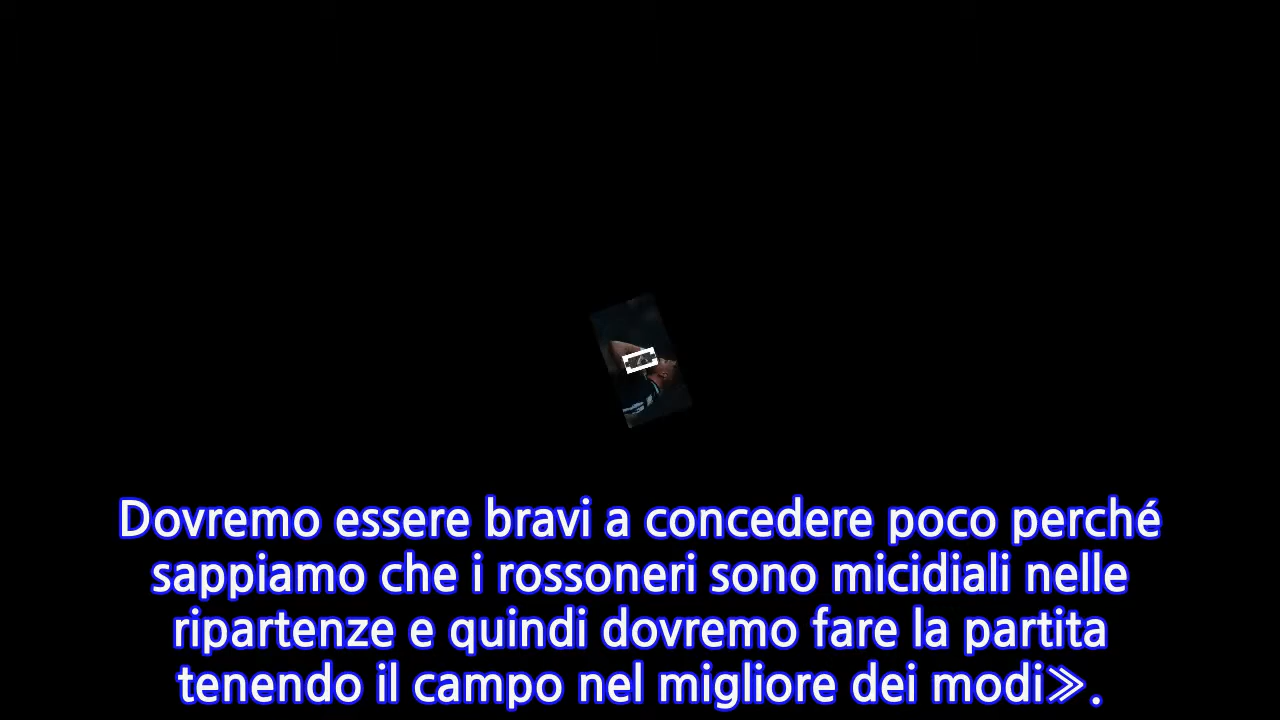 Dovremo essere bravi a concedere poco perché
sappiamo che i rossoneri sono micidiali nelle
ripartenze e quindi dovremo fare la partita
tenendo il campo nel migliore dei modi≫.